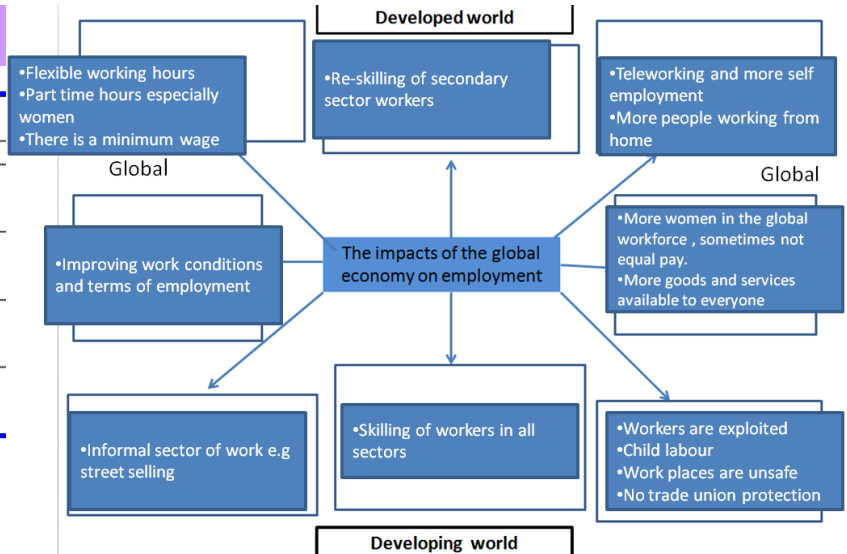 Developed world
•Flexible working hours
•Part time hours especially
women
•There is a minimum wage
•Re-skilling of secondary
sector workers
•Teleworking and more self
employment
•More people working from
home
Global
Global
•Improving work conditions
and terms of employment
The impacts of the global
economy on employment
•More women in the global
workforce , sometimes not
equal pay.
•More goods and services
available to everyone
•Informal sector of work e.g
street selling
•Skilling of workers in all
sectors
•Workers are exploited
•Child labour
•Work places are unsafe
•No trade union protection
Developing world